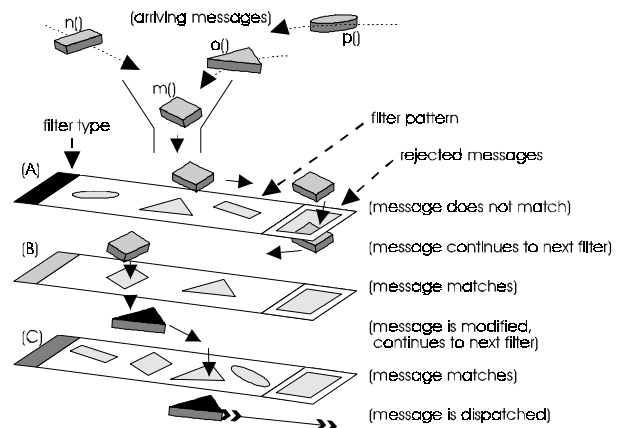 n()
(arriving messages)
p()
o()
m()
filter type
filter pattern
rejected messages
(A)
(message does not match)
(B)
(message continues to next filter)
(message matches)
(message is modified,
continues to next filter)
(C)
(message matches)
(message is dispatched)